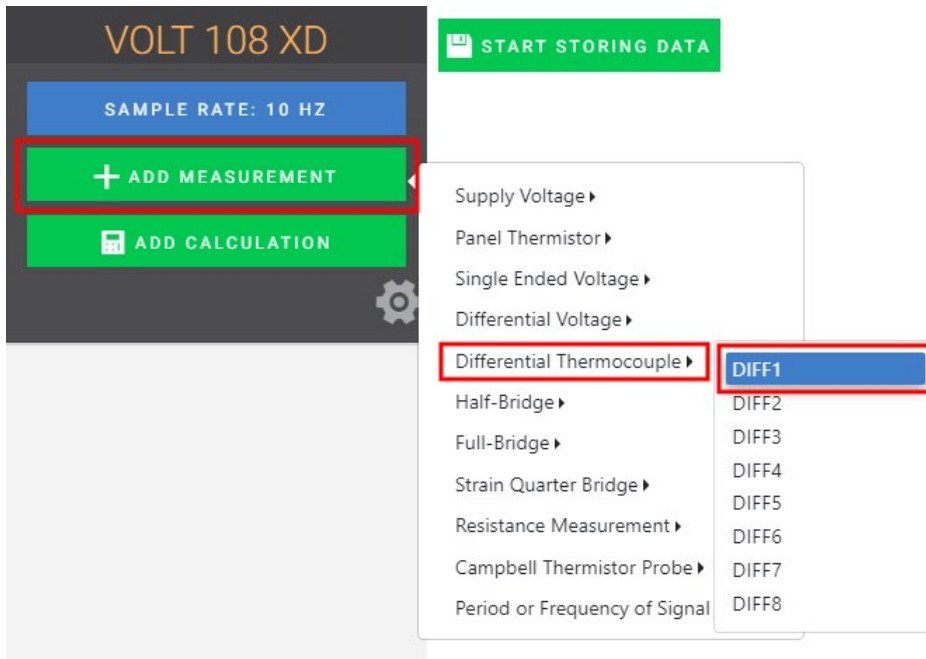 VOLT 108 XD
START STORING DATA
SAMPLE RATE: 10 HZ
ADD MEASUREMENT
ADD CALCULATION
Supply Voltage
Panel Thermistor
Single Ended Voltage
Differential Voltage
Differential Thermocouple
Half-Bridge
Full-Bridge
Strain Quarter Bridge
Resistance Measurement
Campbell Thermistor Probe
Period or Frequency of Signal
DIFF1
DIFF2
DIFF3
DIFF4
DIFF5
DIFF6
DIFF7
DIFF8